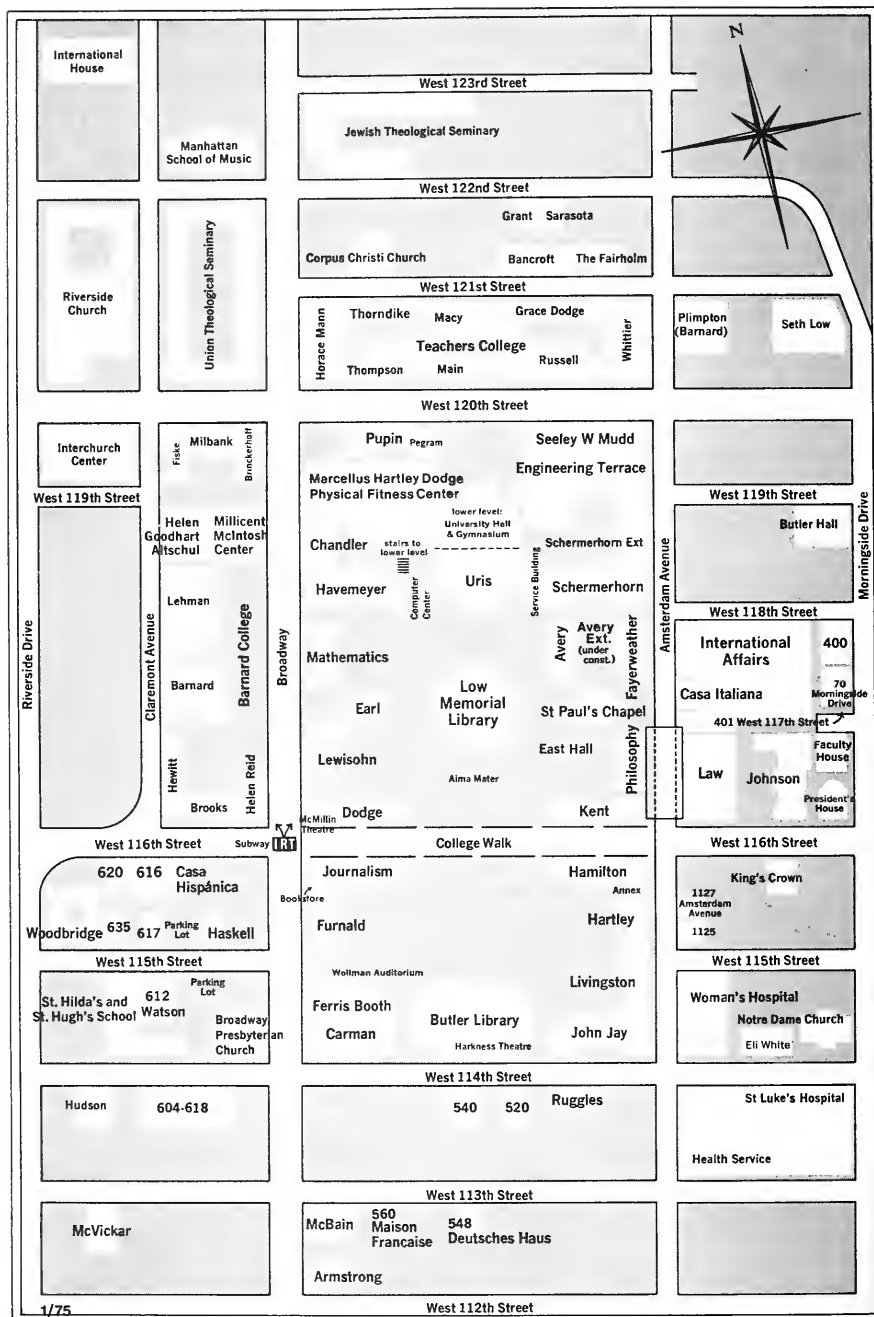 N
International
House
West 123rd Street
Manhattan
School of Music
Jewish Theological Seminary
West 122nd Street
Riverside
Church
Union Theological Seminary
Grant Sarasota
Corpus Christi Church
Bancroft The Fairholm
West 121st Street
Horace Mann
Thorndike
Macy
Grace Dodge
Teachers College
Thompson
Main
Russell
Whittier
Plimpton
(Barnard)
Seth Low
West 120th Street
Interchurch
Center
West 119th Street
Fiske
Milbank
Brinckerhoff
Pupin
Pegram
Seeley W Mudd
Engineering Terrace
Marcellus Hartley Dodge
Physical Fitness Center
lower level:
University Hall
& Gymnasium
West 119th Street
Helen
Goodhart
Altschul
Millicent
McIntosh
Center
Chandler
stairs to
lower level
Schermerhorn Ext
Butler Hall
Morningside Drive
Havemeyer
Computer
Center
Uris
Service Building
Schermerhorn
Amsterdam Avenue
West 118th Street
Riverside Drive
Claremont Avenue
Lehman
Barnard College
Broadway
Mathematics
Avery
Avery
Ext.
(under
const.)
Fayerweather
International
Affairs
400
Barnard
Earl
Low
Memorial
Library
St Paul's Chapel
Casa Italiana
70
Morningside
Drive
401 West 117th Street
Hewitt
Helen Reid
Lewisohn
Alma Mater
East Hall
Philosophy
Law
Johnson
Faculty
House
President's
House
Brooks
Dodge
McMillin
Theatre
Kent
West 116th Street
Subway IRT
College Walk
West 116th Street
620 616 Casa
Hispánica
Journalism
Bookstore
Hamilton
Annex
King's Crown
1127
Amsterdam
Avenue
1125
Woodbridge 635 617 Parking
Lot
Haskell
Furnald
Hartley
West 115th Street
West 115th Street
St. Hilda's and
St. Hugh's School
612
Watson
Parking
Lot
Broadway
Presbyterian
Church
Wollman Auditorium
Livingston
Ferris Booth
Carman
Butler Library
Harkness Theatre
John Jay
Woman's Hospital
Notre Dame Church
Eli White
West 114th Street
Hudson
604-618
540
520
Ruggles
St Luke's Hospital
Health Service
West 113th Street
McVickar
McBain
560
Maison
Française
548
Deutsches Haus
Armstrong
1/75
West 112th Street